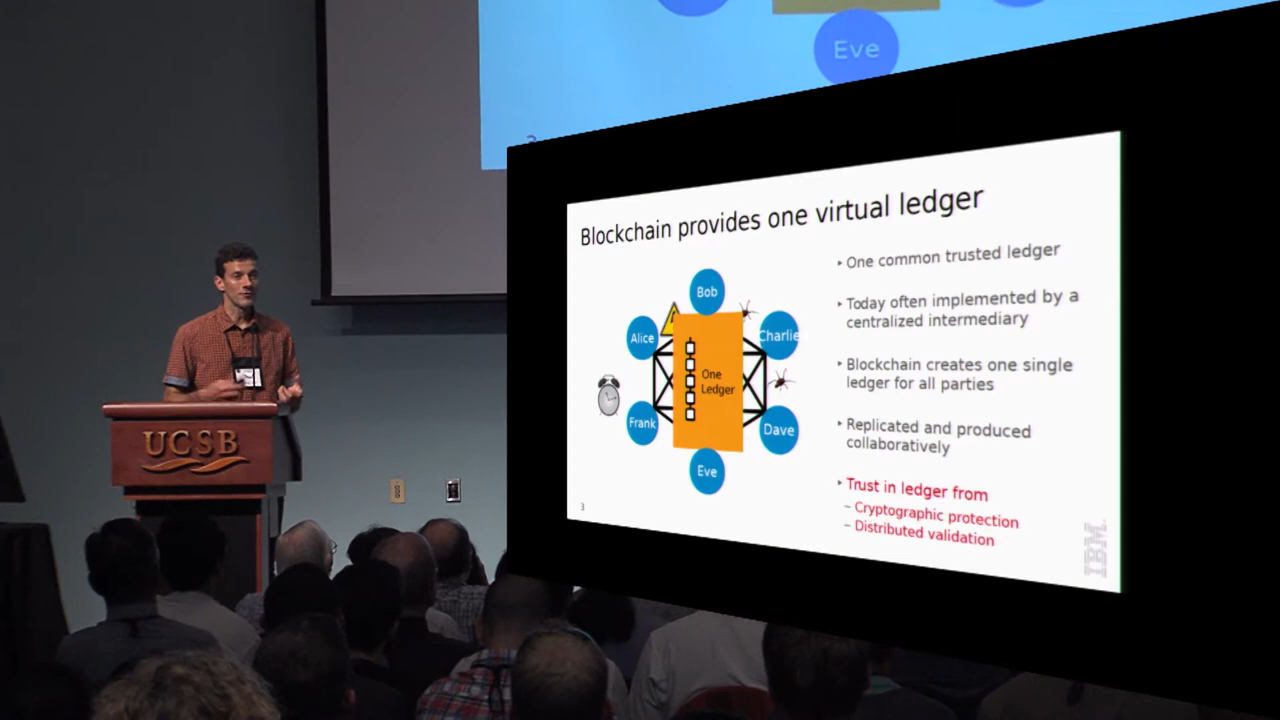 Eve
UCSB
Blockchain provides one virtual ledger
Bob
Alice
Charlie
One
Ledger
Frank
Dave
Eve
3
‣ One common trusted ledger
‣ Today often implemented by a
centralized intermediary
‣ Blockchain creates one single
ledger for all parties
‣ Replicated and produced
collaboratively
‣ Trust in ledger from
– Cryptographic protection
– Distributed validation
IBM